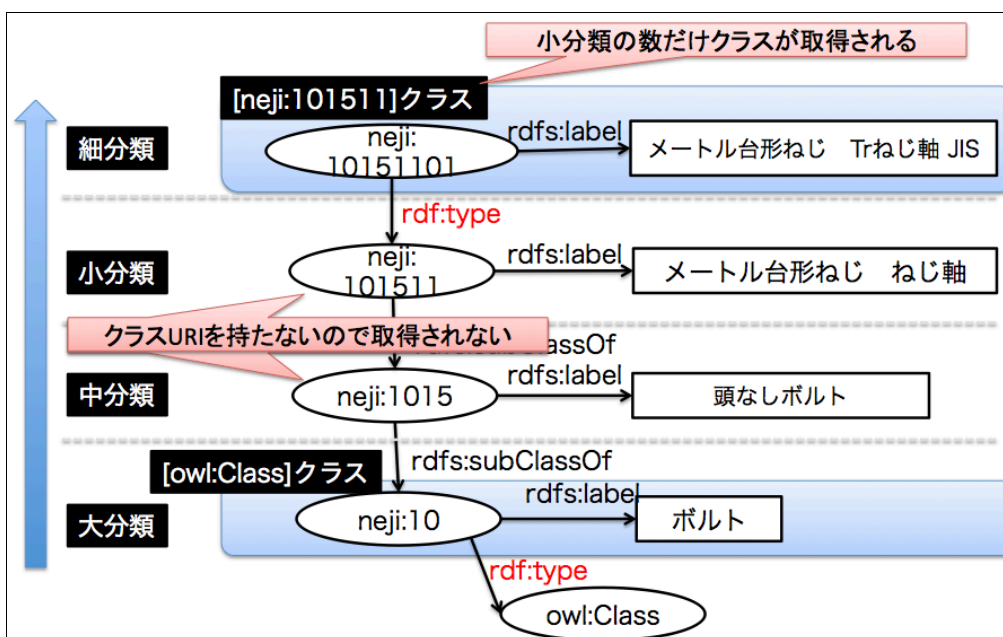 小分類の数だけクラスが取得される
[neji:101511]クラス
細分類
neji:
10151101
rdfs:label
メートル台形ねじ　Trねじ軸 JIS
rdf:type
小分類
neji:
101511
rdfs:label
メートル台形ねじ　ねじ軸
クラスURIを持たないので取得されない
中分類
neji:1015
rdfs:label
頭なしボルト
[owl:Class]クラス
rdfs:subClassOf
大分類
neji:10
rdfs:label
ボルト
rdf:type
owl:Class